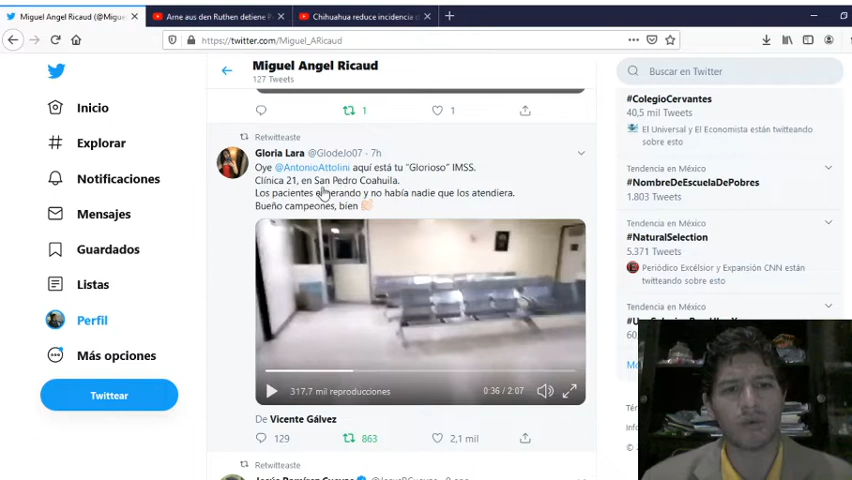 Miguel Angel Ricaud (@Migue
Arne aus den Ruthen detiene P
Chihuahua reduce incidencia d
https://twitter.com/Miguel_ARicaud
Miguel Angel Ricaud
127 Tweets
Buscar en Twitter
Inicio
Explorar
Notificaciones
Mensajes
Guardados
Listas
Perfil
Más opciones
Twittear
1
1
Retwitteaste
Gloria Lara @GlodeJo07 · 7h
Oye @AntonioAttolini aquí está tu "Glorioso" IMSS.
Clínica 21, en San Pedro Coahuila.
Los pacientes esperando y no había nadie que los atendiera.
Bueno campeones, bien
317,7 mil reproducciones
0:36 / 2:07
De Vicente Gálvez
129
863
2,1 mil
Retwitteaste
#ColegioCervantes
40,5 mil Tweets
El Universal y El Economista están twitteando
sobre esto
Tendencia en México
#NombreDeEscuelaDePobres
1.803 Tweets
Tendencia en México
#NaturalSelection
5.371 Tweets
Periódico Excélsior y Expansión CNN están
twitteando sobre esto
Tendencia en México
60,
Mo
Térr
Info
©